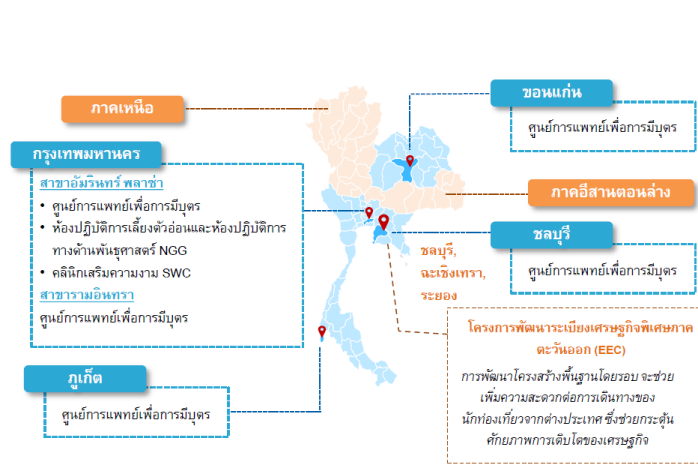 ภาคเหนือ
ขอนแก่น
ศูนย์การแพทย์เพื่อการมีบุตร
กรุงเทพมหานคร
สาขาอัมรินทร์ พลาซ่า
• ศูนย์การแพทย์เพื่อการมีบุตร
• ห้องปฏิบัติการเลี้ยงตัวอ่อนและห้องปฏิบัติการ
ทางด้านพันธุศาสตร์ NGG
• คลินิกเสริมความงาม SWC
สาขารามอินทรา
ศูนย์การแพทย์เพื่อการมีบุตร
ภาคอีสานตอนล่าง
ชลบุรี
ศูนย์การแพทย์เพื่อการมีบุตร
ชลบุรี,
ฉะเชิงเทรา,
ระยอง
โครงการพัฒนาระเบียงเศรษฐกิจพิเศษภาค
ตะวันออก (EEC)
การพัฒนาโครงสร้างพื้นฐานโดยรอบ จะช่วย
เพิ่มความสะดวกต่อการเดินทางของ
นักท่องเที่ยวจากต่างประเทศ ซึ่งช่วยกระตุ้น
ศักยภาพการเติบโตของเศรษฐกิจ
ภูเก็ต
ศูนย์การแพทย์เพื่อการมีบุตร